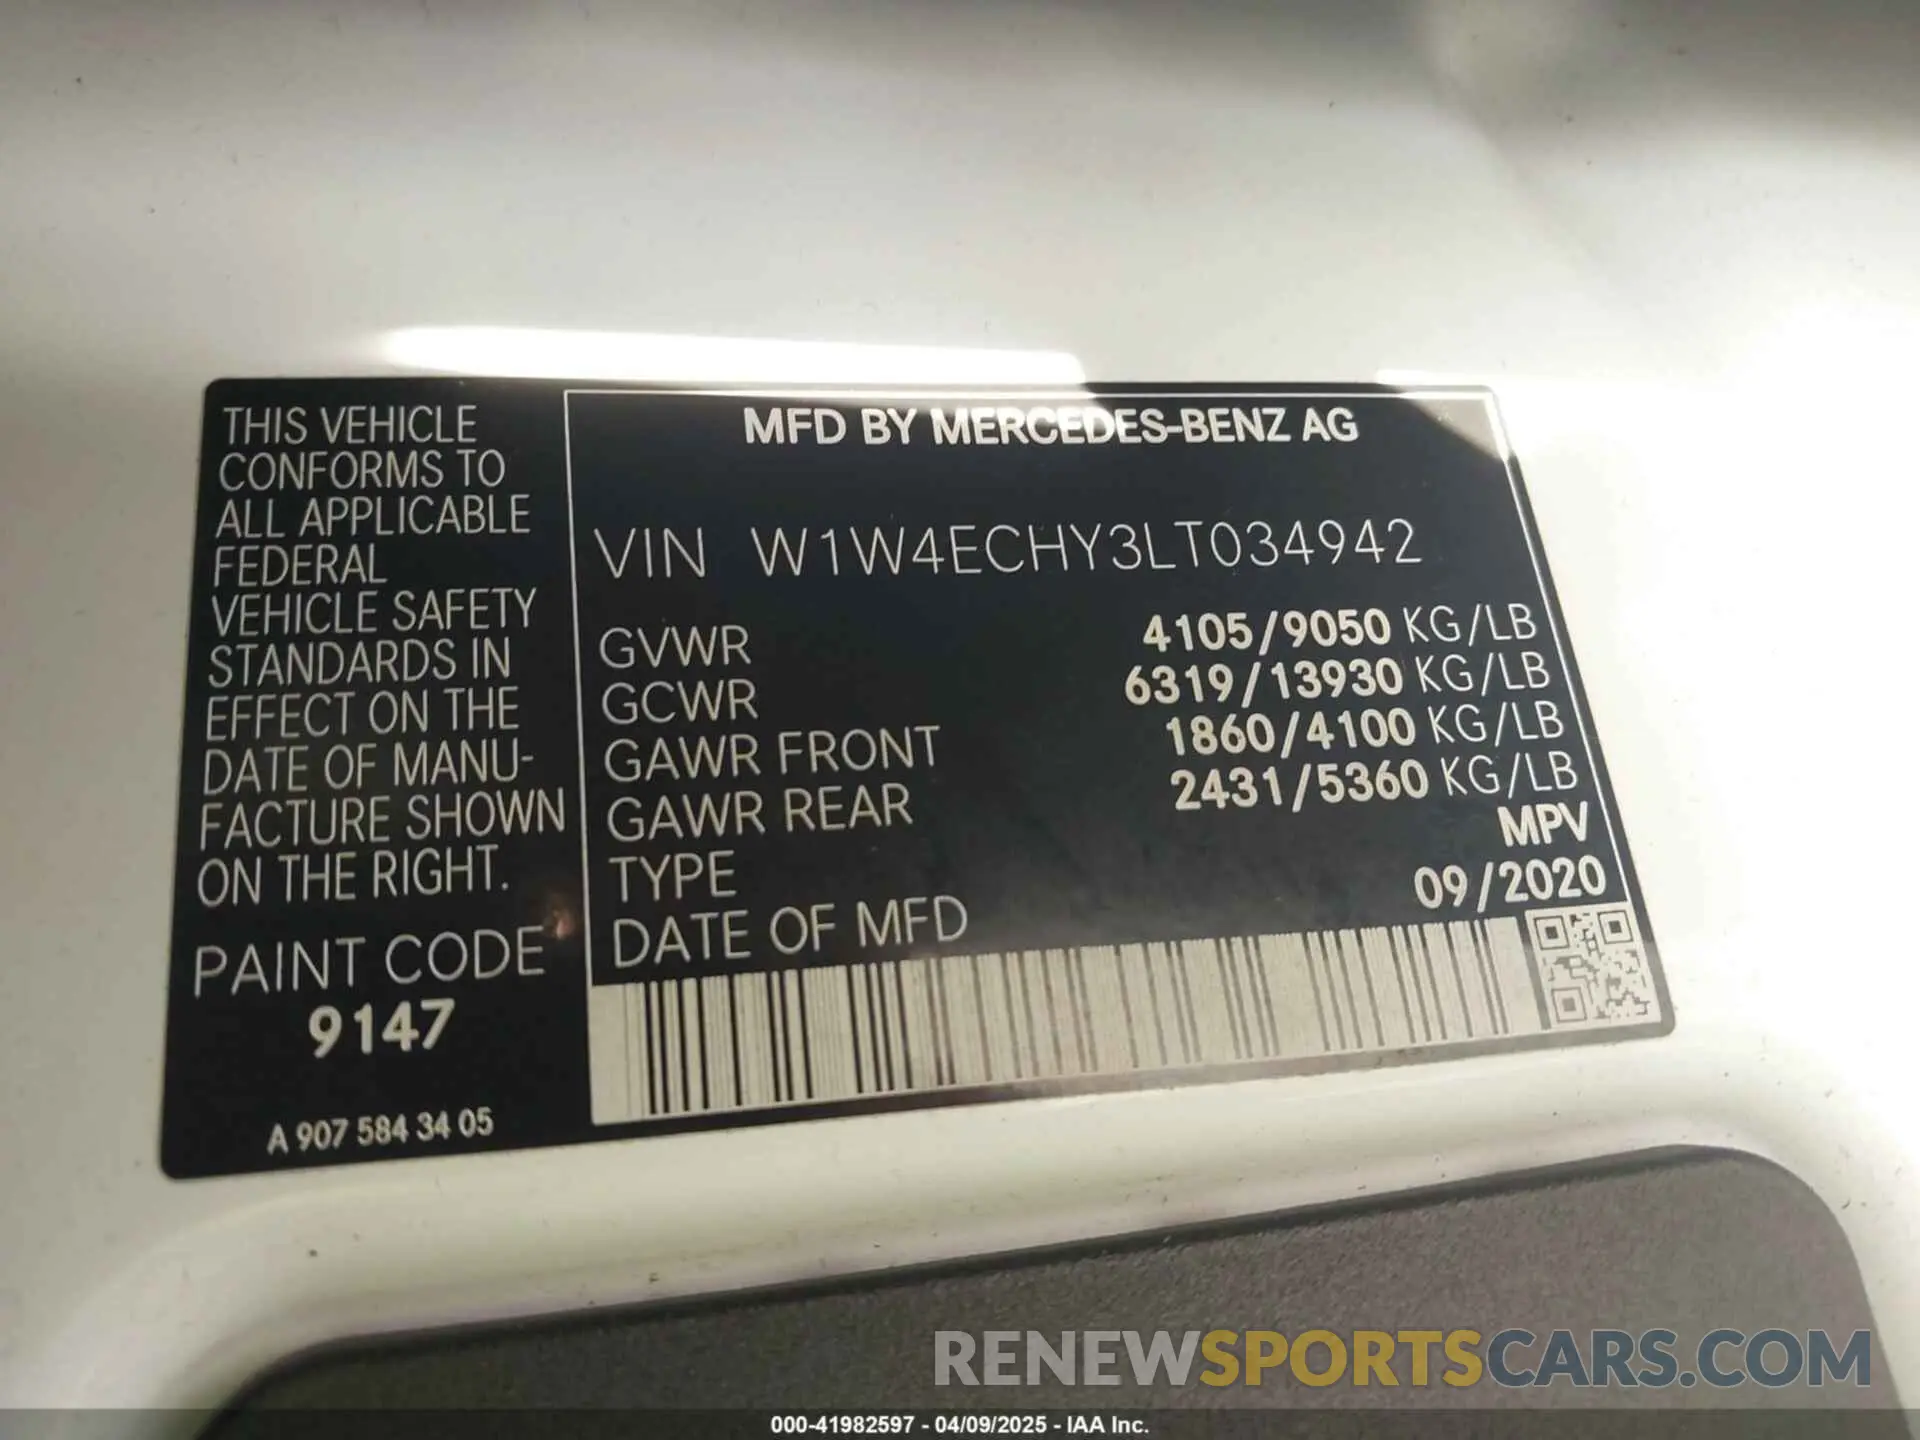 THIS VEHICLE
CONFORMS TO
ALL APPLICABLE
FEDERAL
VEHICLE SAFETY
STANDARDS IN
EFFECT ON THE
DATE OF MANU-
FACTURE SHOWN
ON THE RIGHT.
PAINT CODE
9147
A 907 584 34 05
MFD BY MERCEDES-BENZ AG
VIN W1W4ECHY3LT034942
GVWR 4105/9050 KG/LB
GCWR 6319/13930 KG/LB
GAWR FRONT 1860/4100 KG/LB
GAWR REAR 2431/5360 KG/LB
TYPE MPV
DATE OF MFD 09/2020
RENEWSPORTSCARS.COM
000-41982597 - 04/09/2025 - IAA Inc.